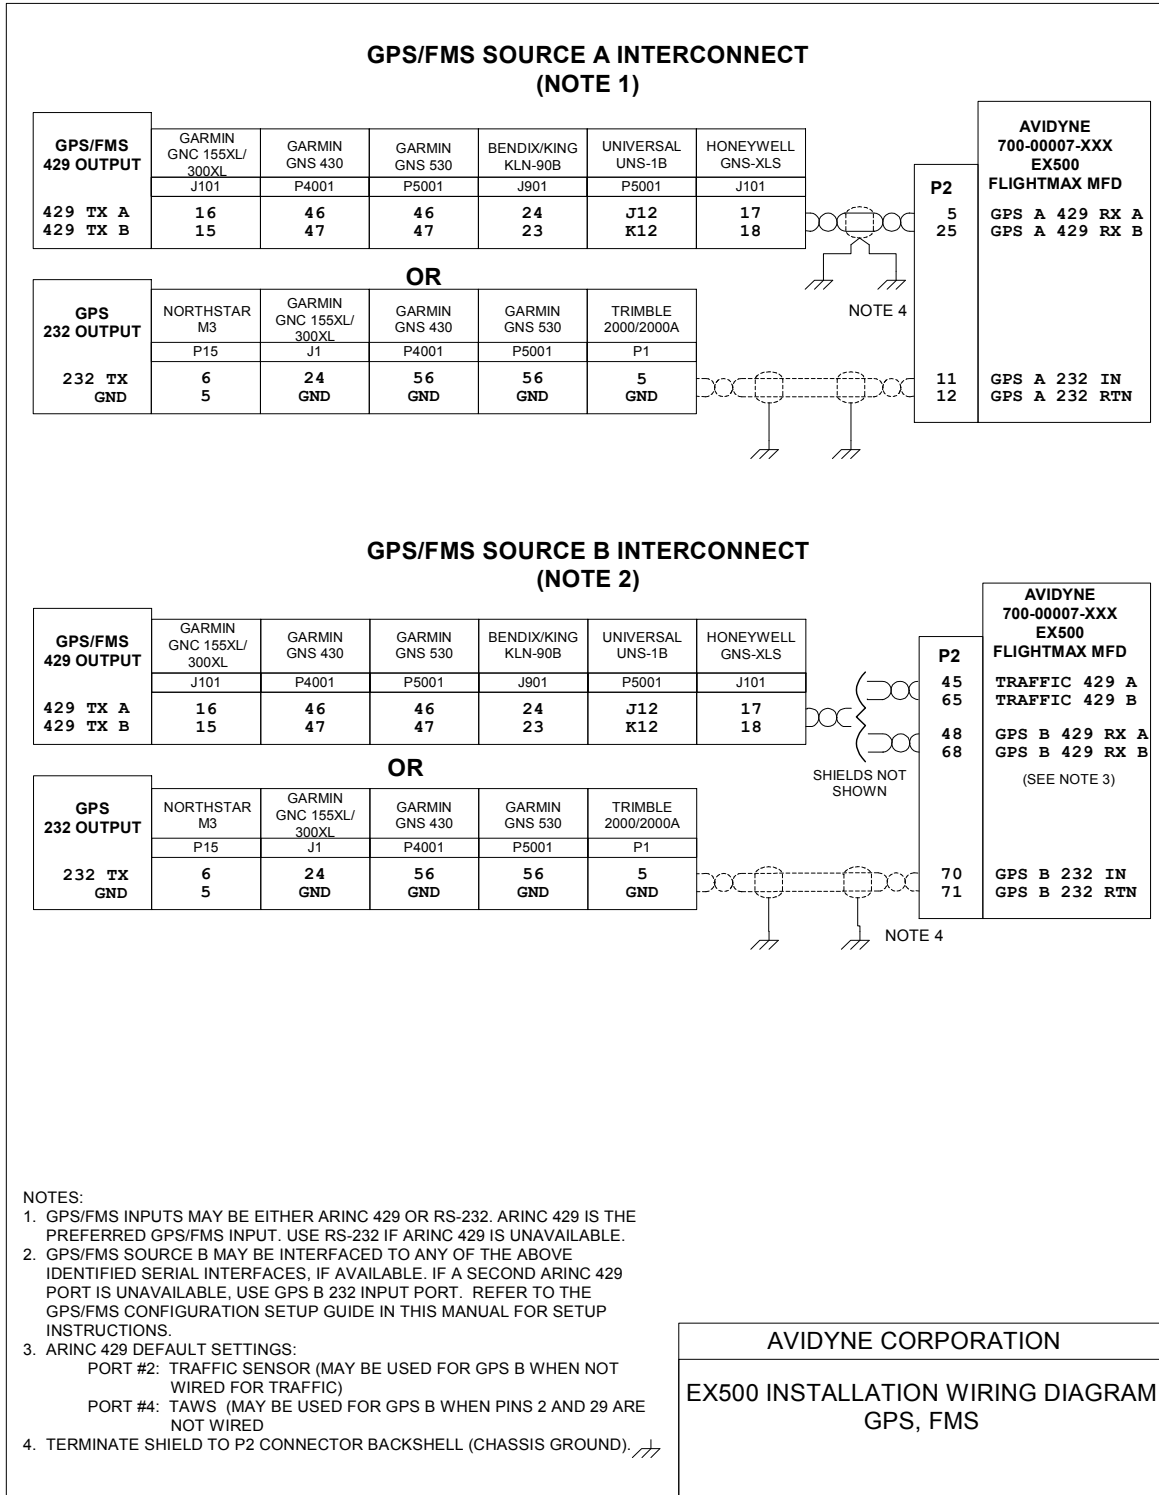 GPS/FMS SOURCE A INTERCONNECT
(NOTE 1)
GPS/FMS
429 OUTPUT
GARMIN
GNC 155XL/
300XL
GARMIN
GNS 430
GARMIN
GNS 530
BENDIX/KING
KLN-90B
UNIVERSAL
UNS-1B
HONEYWELL
GNS-XLS
J101 P4001 P5001 J901 P5001 J101
429 TX A 16 46 46 24 J12 17
429 TX B 15 47 47 23 K12 18
AVIDYNE
700-00007-XXX
EX500
FLIGHTMAX MFD
P2
5 GPS A 429 RX A
25 GPS A 429 RX B
NOTE 4
OR
GPS
232 OUTPUT
NORTHSTAR
M3
GARMIN
GNC 155XL/
300XL
GARMIN
GNS 430
GARMIN
GNS 530
TRIMBLE
2000/2000A
P15 J1 P4001 P5001 P1
232 TX 6 24 56 56 5
GND 5 GND GND GND GND
11 GPS A 232 IN
12 GPS A 232 RTN
GPS/FMS SOURCE B INTERCONNECT
(NOTE 2)
GPS/FMS
429 OUTPUT
GARMIN
GNC 155XL/
300XL
GARMIN
GNS 430
GARMIN
GNS 530
BENDIX/KING
KLN-90B
UNIVERSAL
UNS-1B
HONEYWELL
GNS-XLS
J101 P4001 P5001 J901 P5001 J101
429 TX A 16 46 46 24 J12 17
429 TX B 15 47 47 23 K12 18
AVIDYNE
700-00007-XXX
EX500
FLIGHTMAX MFD
P2
45 TRAFFIC 429 A
65 TRAFFIC 429 B
48 GPS B 429 RX A
68 GPS B 429 RX B
(SEE NOTE 3)
SHIELDS NOT
SHOWN
OR
GPS
232 OUTPUT
NORTHSTAR
M3
GARMIN
GNC 155XL/
300XL
GARMIN
GNS 430
GARMIN
GNS 530
TRIMBLE
2000/2000A
P15 J1 P4001 P5001 P1
232 TX 6 24 56 56 5
GND 5 GND GND GND GND
70 GPS B 232 IN
71 GPS B 232 RTN
NOTE 4
NOTES:
1. GPS/FMS INPUTS MAY BE EITHER ARINC 429 OR RS-232. ARINC 429 IS THE
PREFERRED GPS/FMS INPUT. USE RS-232 IF ARINC 429 IS UNAVAILABLE.
2. GPS/FMS SOURCE B MAY BE INTERFACED TO ANY OF THE ABOVE
IDENTIFIED SERIAL INTERFACES, IF AVAILABLE. IF A SECOND ARINC 429
PORT IS UNAVAILABLE, USE GPS B 232 INPUT PORT. REFER TO THE
GPS/FMS CONFIGURATION SETUP GUIDE IN THIS MANUAL FOR SETUP
INSTRUCTIONS.
3. ARINC 429 DEFAULT SETTINGS:
PORT #2: TRAFFIC SENSOR (MAY BE USED FOR GPS B WHEN NOT
WIRED FOR TRAFFIC)
PORT #4: TAWS (MAY BE USED FOR GPS B WHEN PINS 2 AND 29 ARE
NOT WIRED
4. TERMINATE SHIELD TO P2 CONNECTOR BACKSHELL (CHASSIS GROUND).
AVIDYNE CORPORATION
EX500 INSTALLATION WIRING DIAGRAM
GPS, FMS